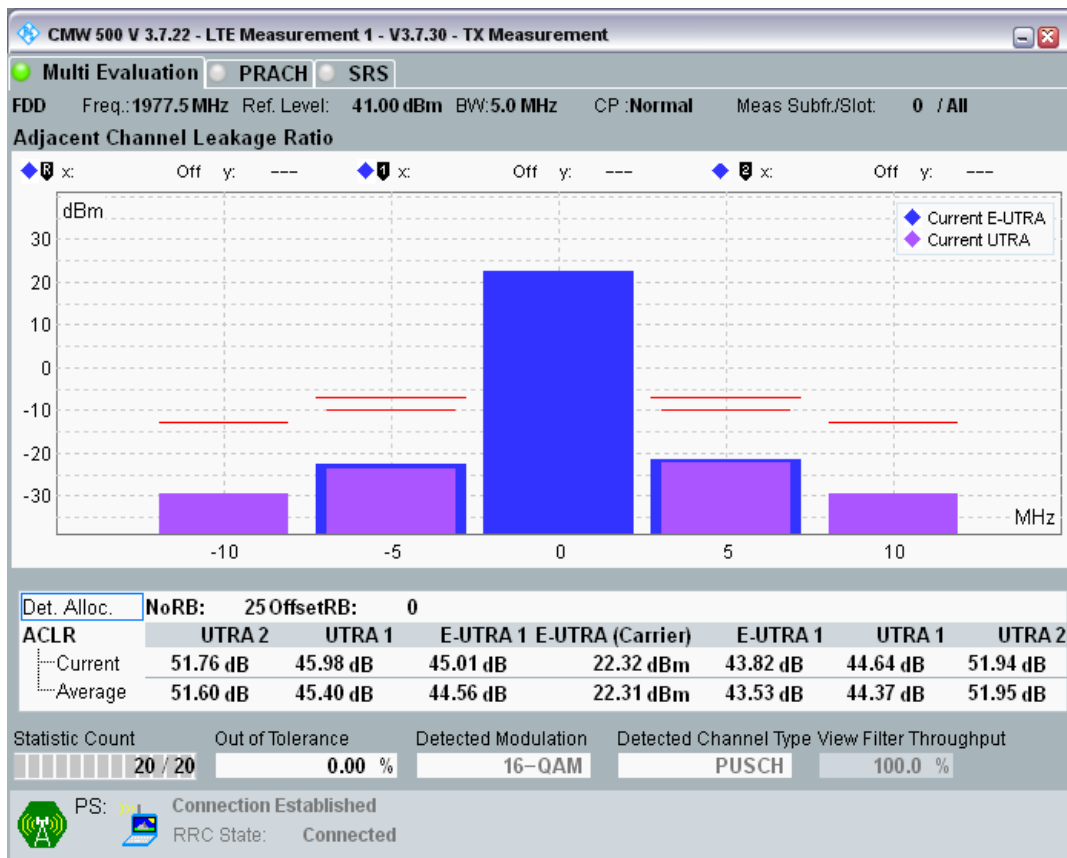 CMW 500 V 3.7.22 - LTE Measurement 1 - V3.7.30 - TX Measurement
Multi Evaluation PRACH SRS
FDD Freq.: 1977.5 MHz Ref. Level: 41.00 dBm BW: 5.0 MHz CP : Normal Meas Subfr./Slot: 0 / All
Adjacent Channel Leakage Ratio
R x: Off y: --- 1 x: Off y: --- 2 x: Off y: ---
dBm
Current E-UTRA
Current UTRA
30
20
10
0
-10
-20
-30
MHz
-10 -5 0 5 10
Det. Alloc. NoRB: 25 OffsetRB: 0
ACLR UTRA 2 UTRA 1 E-UTRA 1 E-UTRA (Carrier) E-UTRA 1 UTRA 1 UTRA 2
Current 51.76 dB 45.98 dB 45.01 dB 22.32 dBm 43.82 dB 44.64 dB 51.94 dB
Average 51.60 dB 45.40 dB 44.56 dB 22.31 dBm 43.53 dB 44.37 dB 51.95 dB
Statistic Count Out of Tolerance Detected Modulation Detected Channel Type View Filter Throughput
20 / 20 0.00 % 16-QAM PUSCH 100.0 %
PS: Connection Established
RRC State: Connected